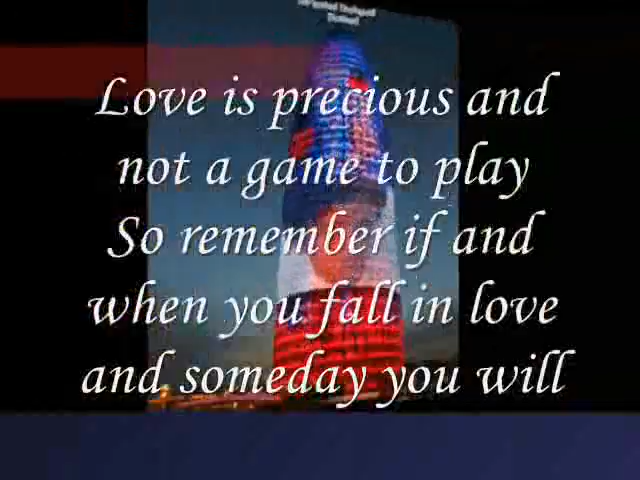 Love is precious and
not a game to play
So remember if and
when you fall in love
and someday you will